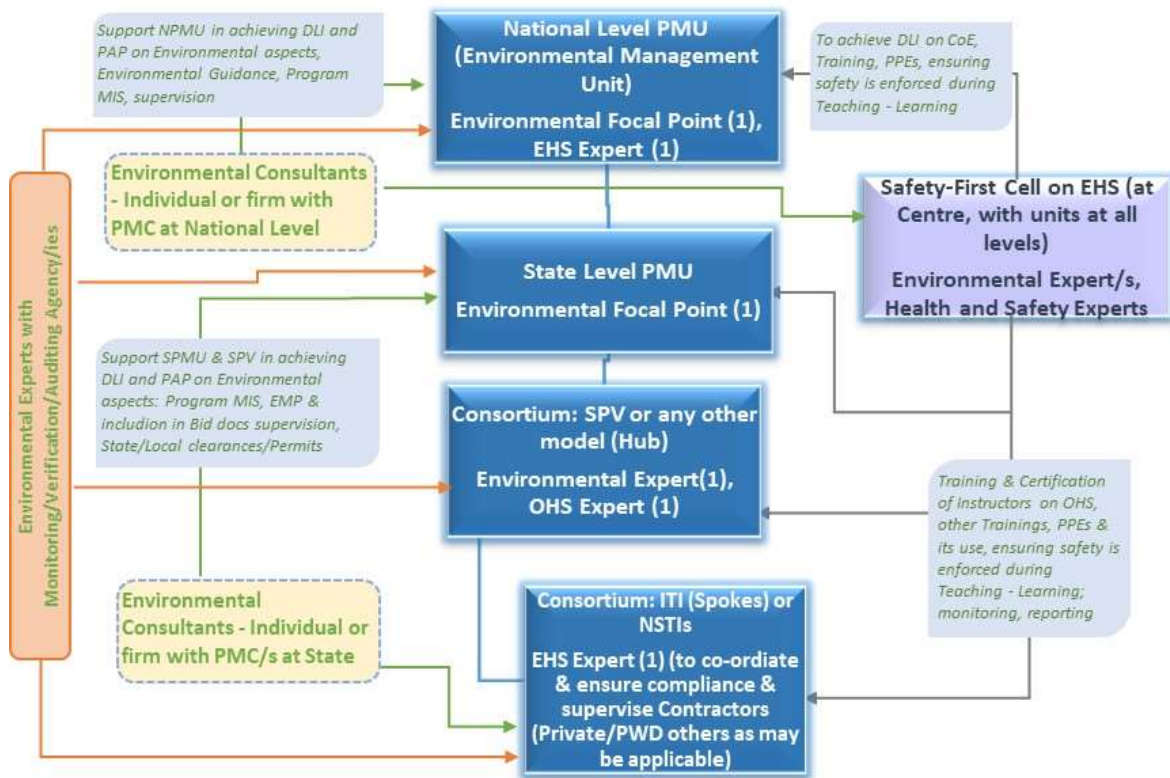 Support NPMU in achieving DLI and
PAP on Environmental aspects,
Environmental Guidance, Program
MIS, supervision
National Level PMU
(Environmental Management
Unit)
Environmental Focal Point (1),
EHS Expert (1)
To achieve DLI on CoE,
Training, PPEs, ensuring
safety is enforced during
Teaching - Learning
Environmental Consultants
- Individual or firm with
PMC at National Level
Safety-First Cell on EHS (at
Centre, with units at all
levels)
Environmental Expert/s,
Health and Safety Experts
Environmental Experts with
Monitoring/Verification/Auditing Agency/ies
State Level PMU
Environmental Focal Point (1)
Support SPMU & SPV in achieving
DLI and PAP on Environmental
aspects: Program MIS, EMP &
includion in Bid docs supervision,
State/Local clearances/Permits
Consortium: SPV or any other
model (Hub)
Environmental Expert(1),
OHS Expert (1)
Training & Certification
of Instructors on OHS,
other Trainings, PPEs &
its use, ensuring safety is
enforced during
Teaching - Learning;
monitoring, reporting
Environmental
Consultants - Individual or
firm with PMC/s at State
Consortium: ITI (Spokes) or
NSTIs
EHS Expert (1) (to co-ordiate
& ensure compliance &
supervise Contractors
(Private/PWD others as may
be applicable)